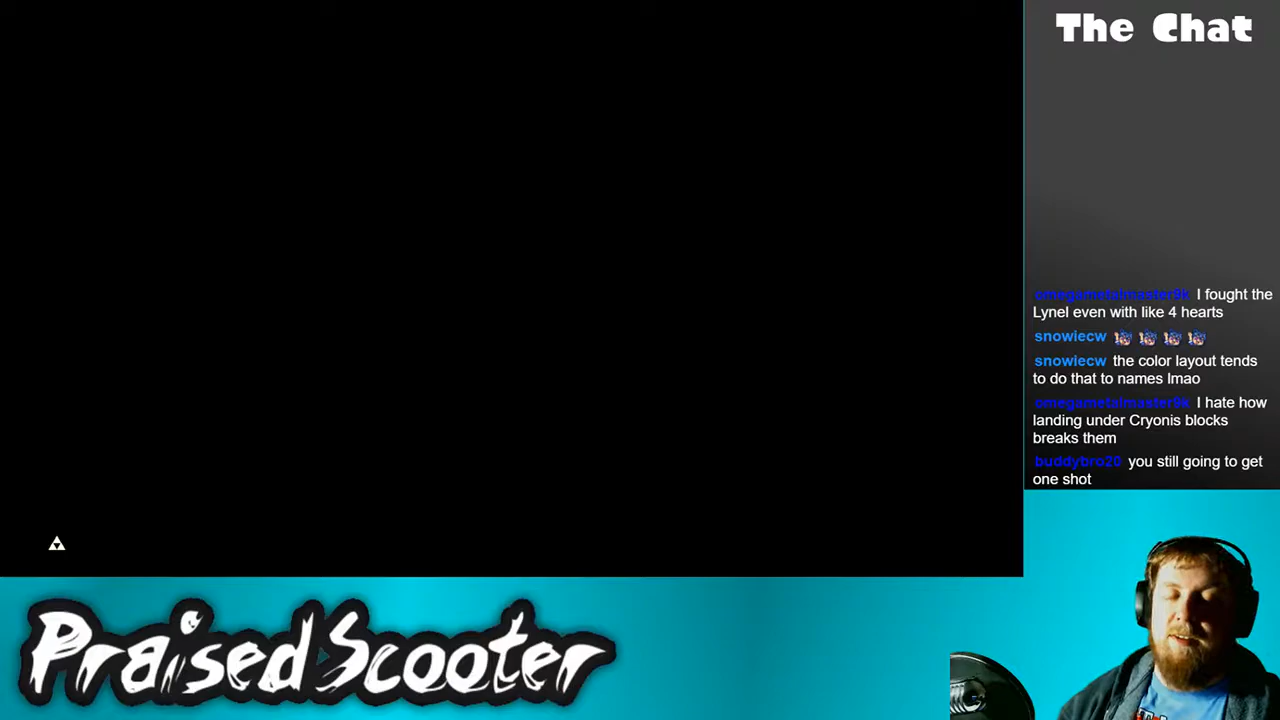 The Chat
omegametalmaster9k I fought the
Lynel even with like 4 hearts
snowiecw
snowiecw the color layout tends
to do that to names lmao
omegametalmaster9k I hate how
landing under Cryonis blocks
breaks them
buddybro20 you still going to get
one shot
PraisedScooter